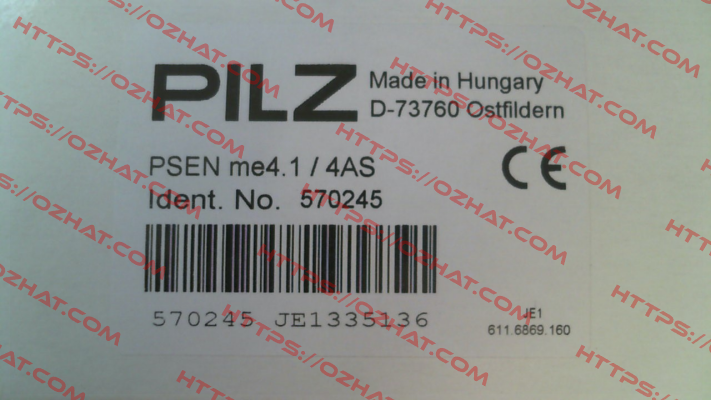 PILZ
Made in Hungary
D-73760 Ostfildern
PSEN me4.1 / 4AS
CE
Ident. No. 570245
570245 JE1335136
JE1
611.6869.160
HTTPS://OZHAT.COM